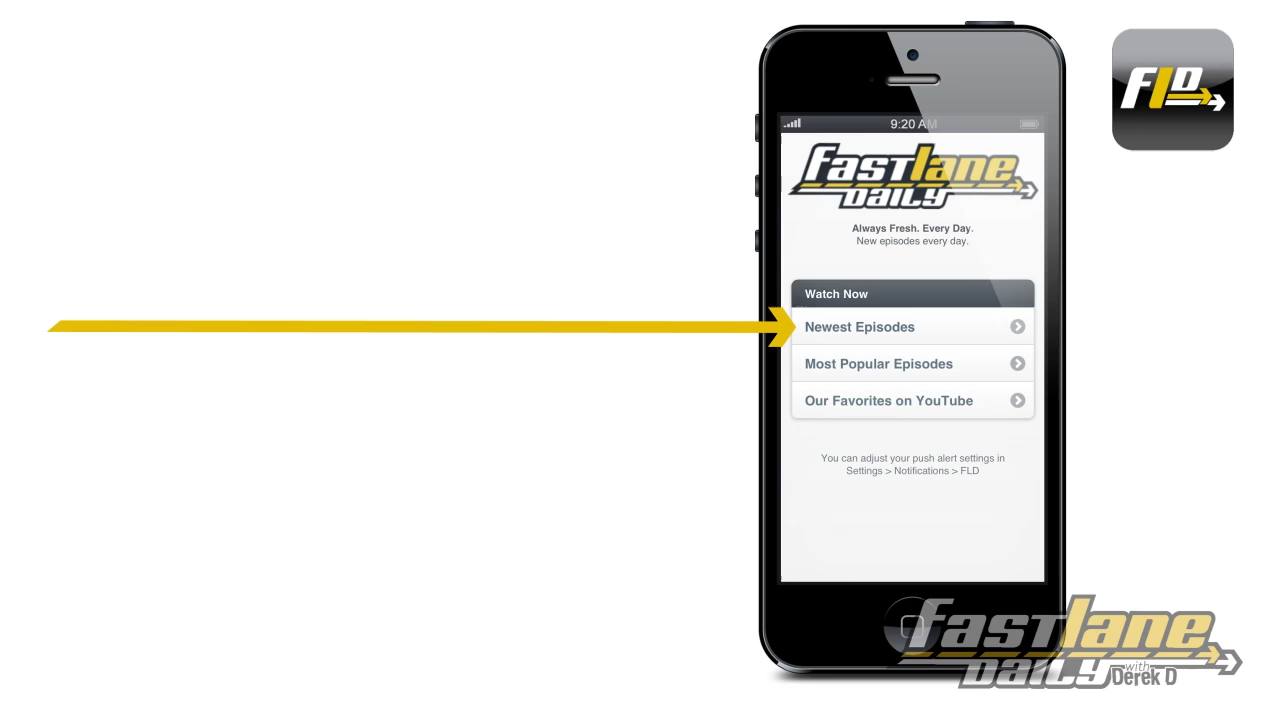 FLD
9:20 AM
fastlane
DAILY
Always Fresh. Every Day.
New episodes every day.
Watch Now
Newest Episodes
Most Popular Episodes
Our Favorites on YouTube
You can adjust your push alert settings in
Settings > Notifications > FLD
fastlane
DAILY
with
Derek D